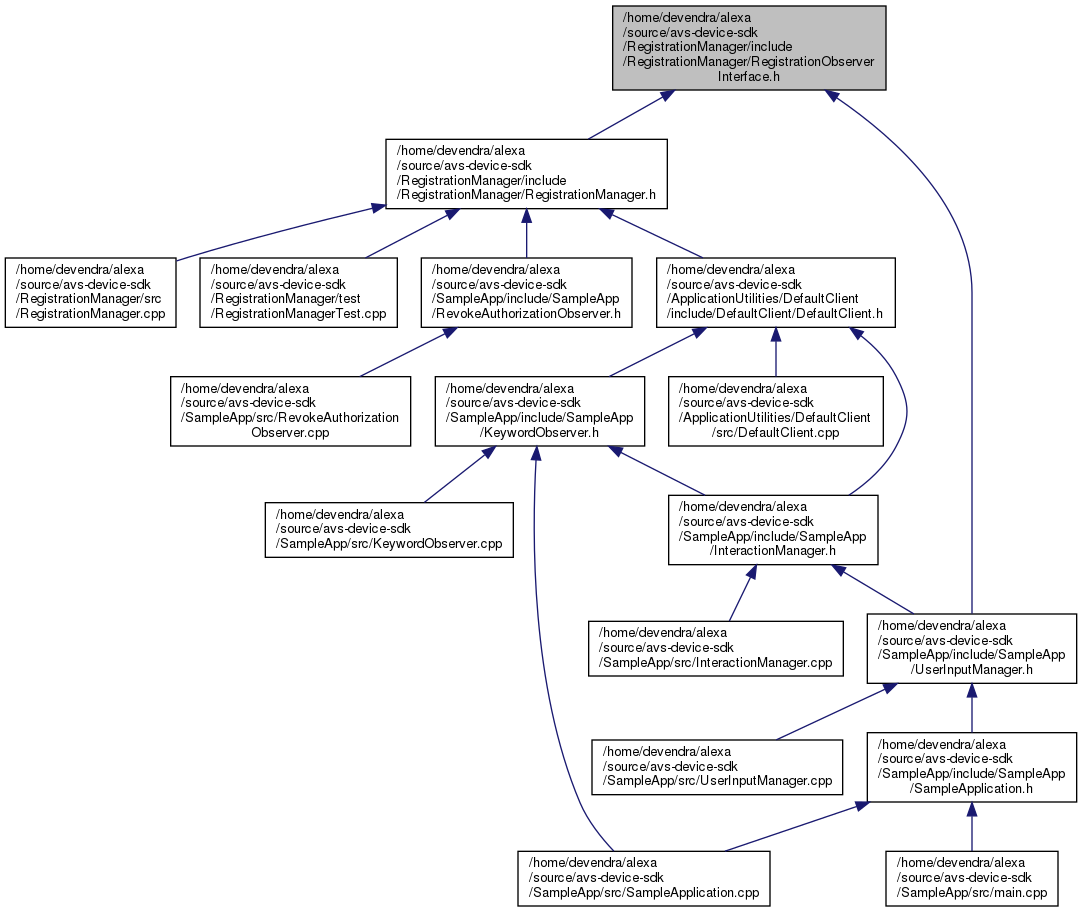 /home/devendra/alexa
/source/avs-device-sdk
/RegistrationManager/include
/RegistrationManager/RegistrationObserver
Interface.h
/home/devendra/alexa
/source/avs-device-sdk
/RegistrationManager/include
/RegistrationManager/RegistrationManager.h
/home/devendra/alexa
/source/avs-device-sdk
/RegistrationManager/src
/RegistrationManager.cpp
/home/devendra/alexa
/source/avs-device-sdk
/RegistrationManager/test
/RegistrationManagerTest.cpp
/home/devendra/alexa
/source/avs-device-sdk
/SampleApp/include/SampleApp
/RevokeAuthorizationObserver.h
/home/devendra/alexa
/source/avs-device-sdk
/ApplicationUtilities/DefaultClient
/include/DefaultClient/DefaultClient.h
/home/devendra/alexa
/source/avs-device-sdk
/SampleApp/src/RevokeAuthorization
Observer.cpp
/home/devendra/alexa
/source/avs-device-sdk
/SampleApp/include/SampleApp
/KeywordObserver.h
/home/devendra/alexa
/source/avs-device-sdk
/ApplicationUtilities/DefaultClient
/src/DefaultClient.cpp
/home/devendra/alexa
/source/avs-device-sdk
/SampleApp/src/KeywordObserver.cpp
/home/devendra/alexa
/source/avs-device-sdk
/SampleApp/include/SampleApp
/InteractionManager.h
/home/devendra/alexa
/source/avs-device-sdk
/SampleApp/src/InteractionManager.cpp
/home/devendra/alexa
/source/avs-device-sdk
/SampleApp/include/SampleApp
/UserInputManager.h
/home/devendra/alexa
/source/avs-device-sdk
/SampleApp/src/UserInputManager.cpp
/home/devendra/alexa
/source/avs-device-sdk
/SampleApp/include/SampleApp
/SampleApplication.h
/home/devendra/alexa
/source/avs-device-sdk
/SampleApp/src/SampleApplication.cpp
/home/devendra/alexa
/source/avs-device-sdk
/SampleApp/src/main.cpp